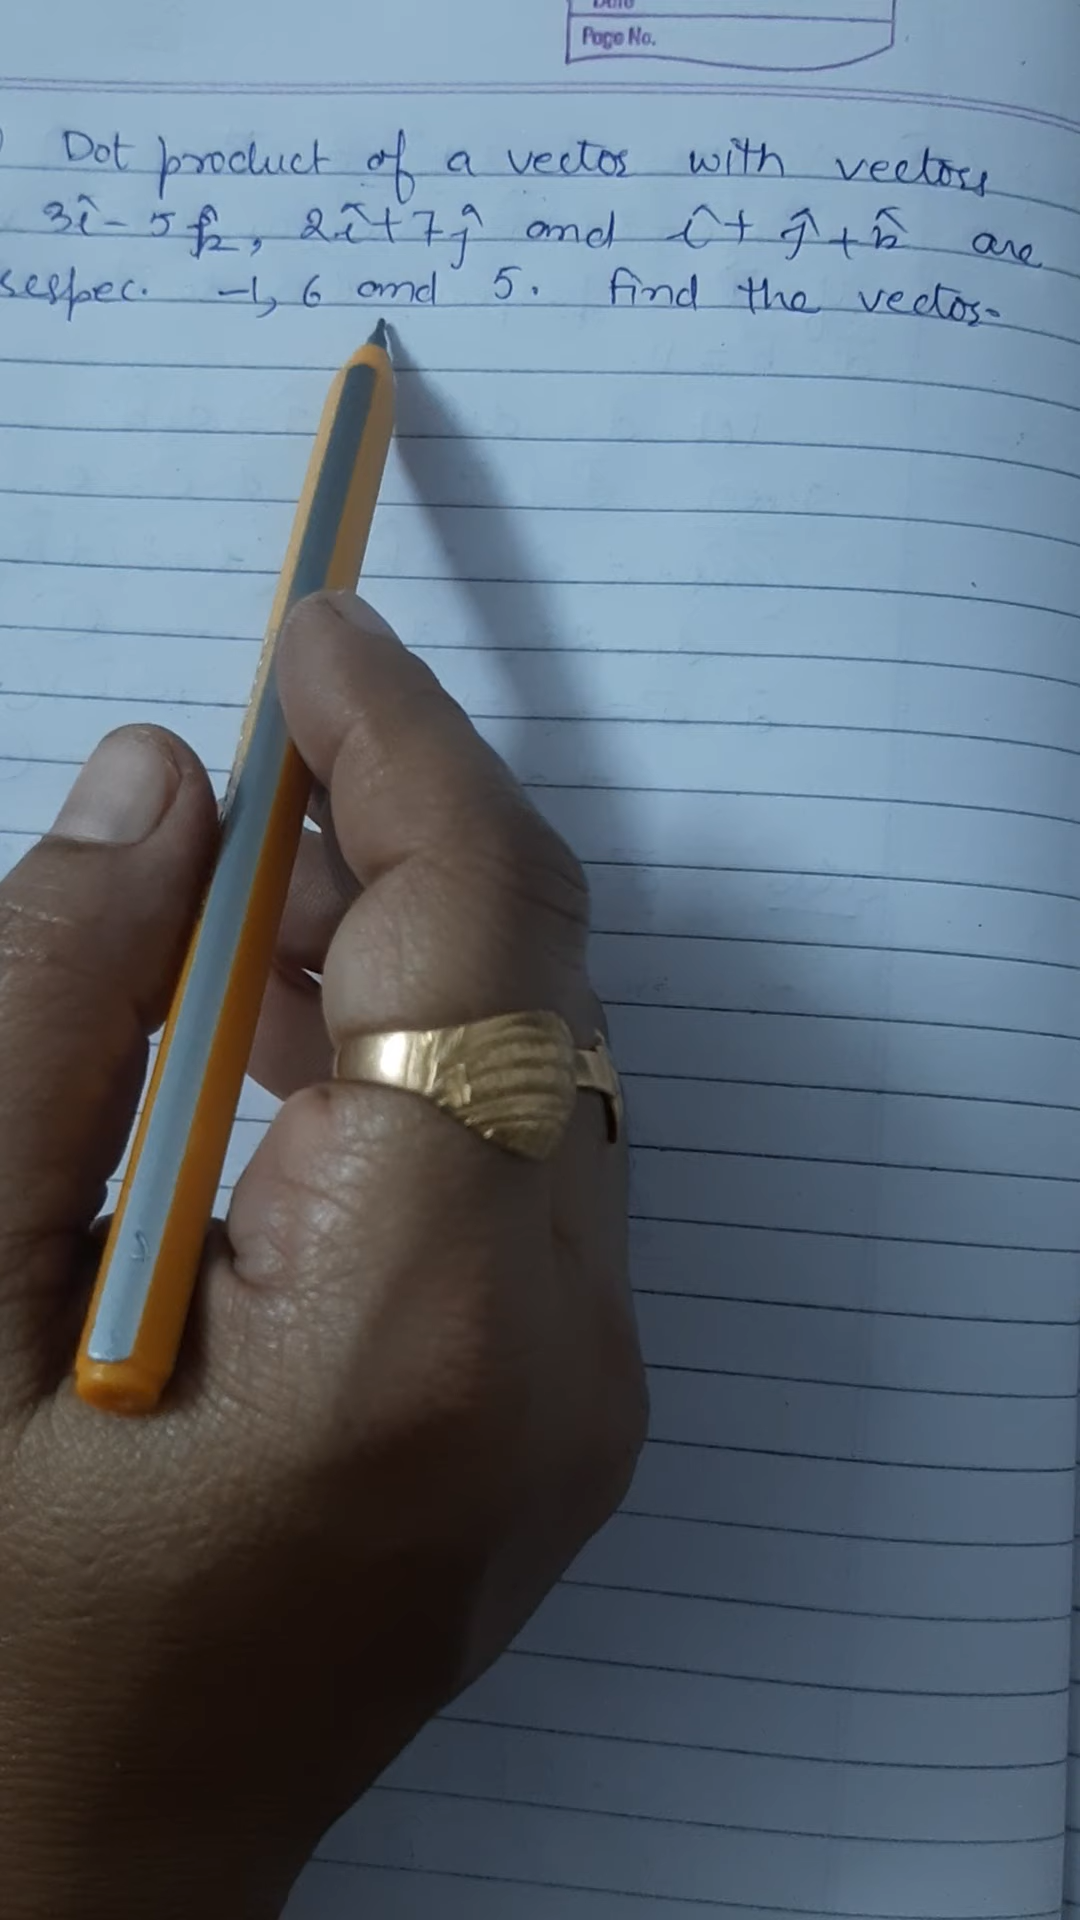 Date
Page No.
Dot product of a vector with vectors
3î - 5k̂, 2î + 7ĵ and î + ĵ + k̂ are
respec. -1, 6 and 5. find the vector.